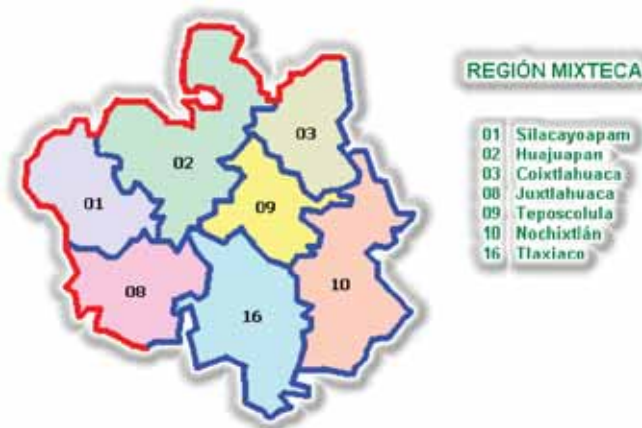 REGIÓN MIXTECA
01 Silacayoapam
02 Huajuapan
03 Coixtlahuaca
08 Juxtlahuaca
09 Teposcolula
10 Nochixtlán
16 Tlaxiaco
03
02
01
09
08
10
16